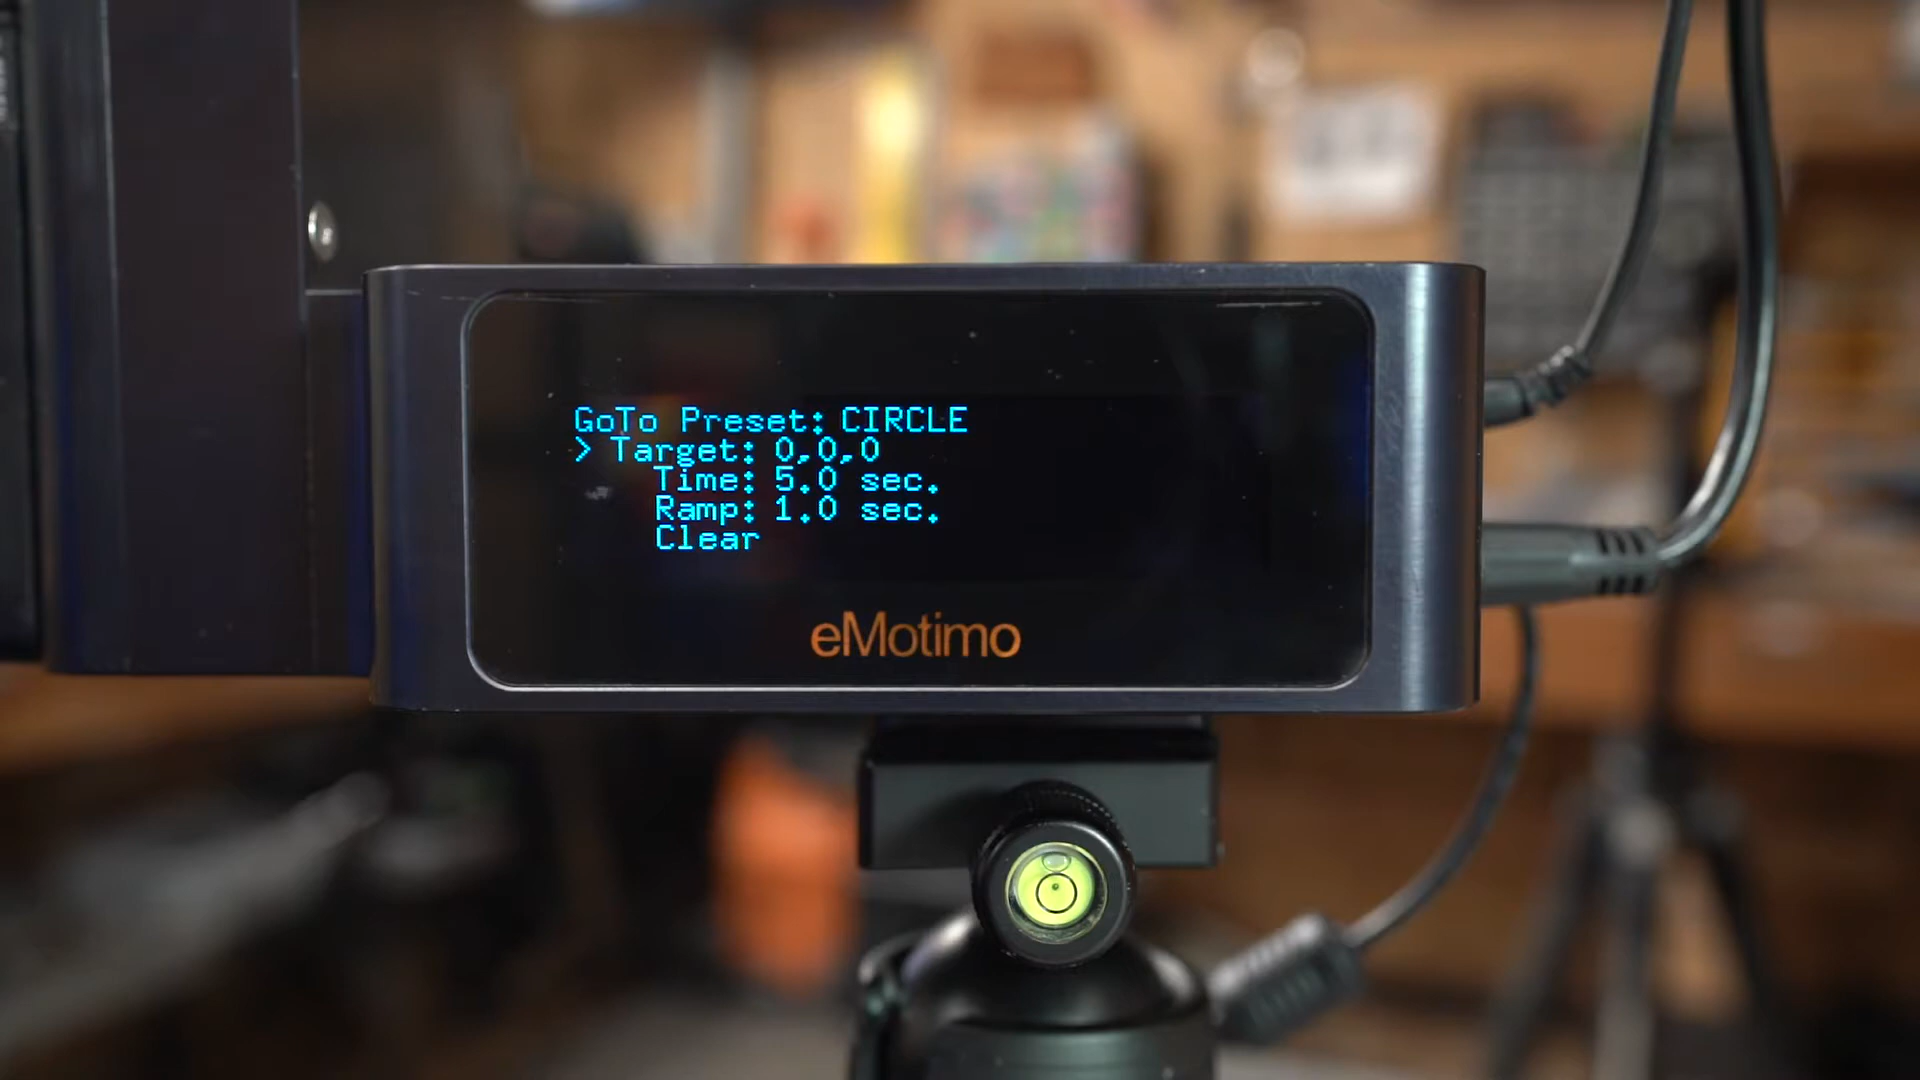 GoTo Preset: CIRCLE
> Target: 0,0,0
Time: 5.0 sec.
Ramp: 1.0 sec.
Clear
eMotimo